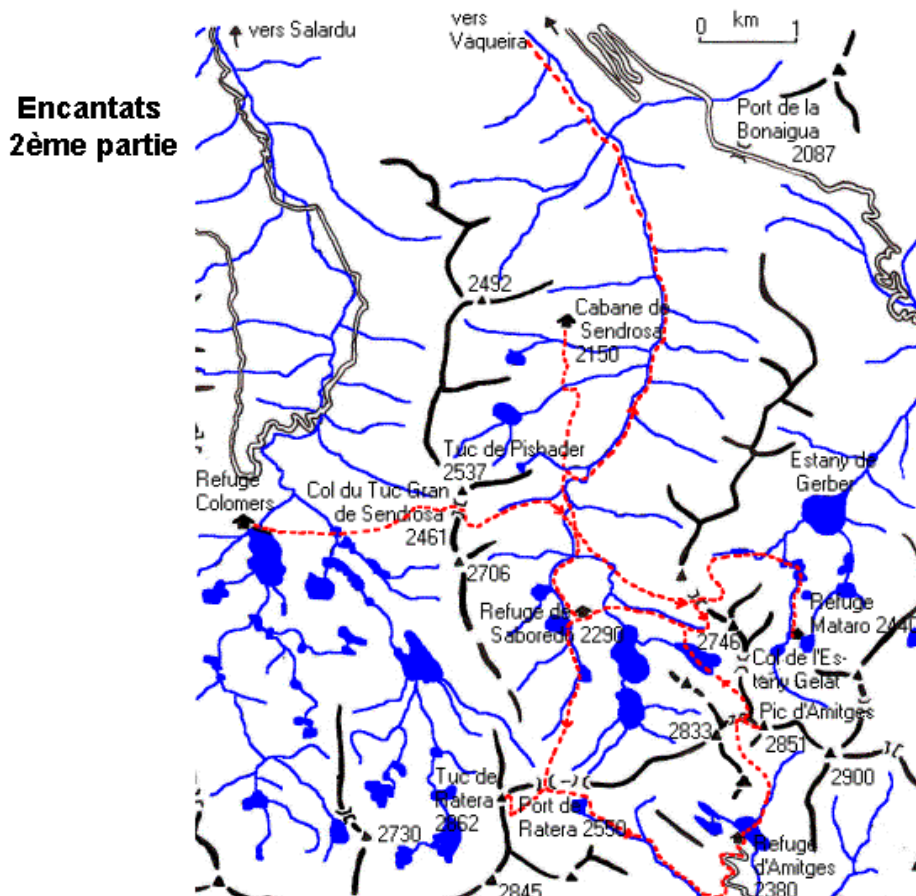 vers Salardu
vers
Vaqueira
0 km 1
Encantats
2ème partie
Port de la
Bonaigua
2087
2492
Cabane de
Sendrosa
2150
Tuc de Pishader
2537
Estany de
Gerber
Refuge
Colomers
Col du Tuc Gran
de Sendrosa
2461
2706
Refuge de
Saboredo 2290
2746
Refuge
Mataro 2440
Col de l'Es-
tany Gelat
Pic d'Amitges
2851
2833
2900
Tuc de
Ratera
2862
Port de
Ratera 2550
2730
Refuge
d'Amitges
2380
2845